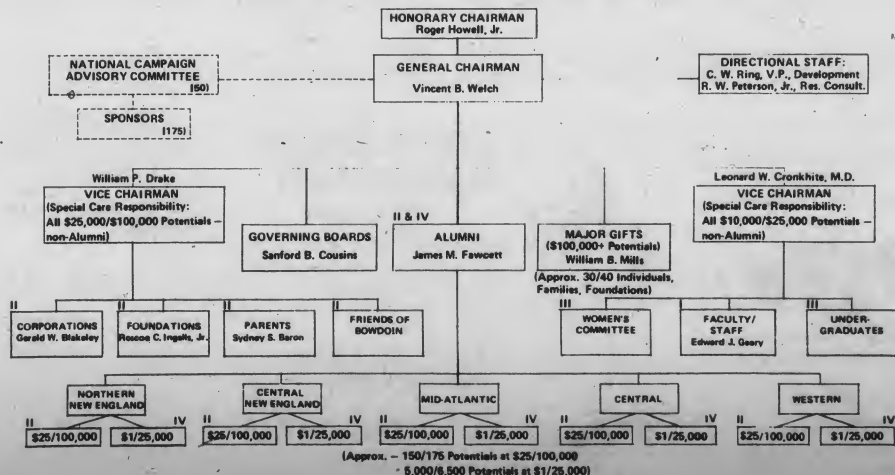 HONORARY CHAIRMAN
Roger Howell, Jr.
NATIONAL CAMPAIGN
ADVISORY COMMITTEE
(50)
GENERAL CHAIRMAN
Vincent B. Welch
DIRECTIONAL STAFF:
C. W. Ring, V.P., Development
R. W. Peterson, Jr., Res. Consult.
SPONSORS
(175)
William P. Drake
VICE CHAIRMAN
(Special Care Responsibility:
All $25,000/$100,000 Potentials –
non-Alumni)
GOVERNING BOARDS
Sanford B. Cousins
II & IV
ALUMNI
James M. Fawcett
MAJOR GIFTS
($100,000+ Potentials)
William B. Mills
(Approx. 30/40 Individuals,
Families, Foundations)
Leonard W. Cronkhite, M.D.
VICE CHAIRMAN
(Special Care Responsibility:
All $10,000/$25,000 Potentials –
non-Alumni)
II
CORPORATIONS
Gerald W. Blakeley
II
FOUNDATIONS
Roscoe C. Ingalls, Jr.
II
PARENTS
Sydney S. Baron
II
FRIENDS OF
BOWDOIN
III
WOMEN'S
COMMITTEE
I
FACULTY/
STAFF
Edward J. Geary
III
UNDER-
GRADUATES
NORTHERN
NEW ENGLAND
CENTRAL
NEW ENGLAND
MID-ATLANTIC
CENTRAL
WESTERN
II
$25/100,000
IV
$1/25,000
II
$25/100,000
IV
$1/25,000
II
$25/100,000
IV
$1/25,000
II
$25/100,000
IV
$1/25,000
II
$25/100,000
IV
$1/25,000
(Approx. – 150/175 Potentials at $25/100,000
- 5,000/6,500 Potentials at $1/25,000)